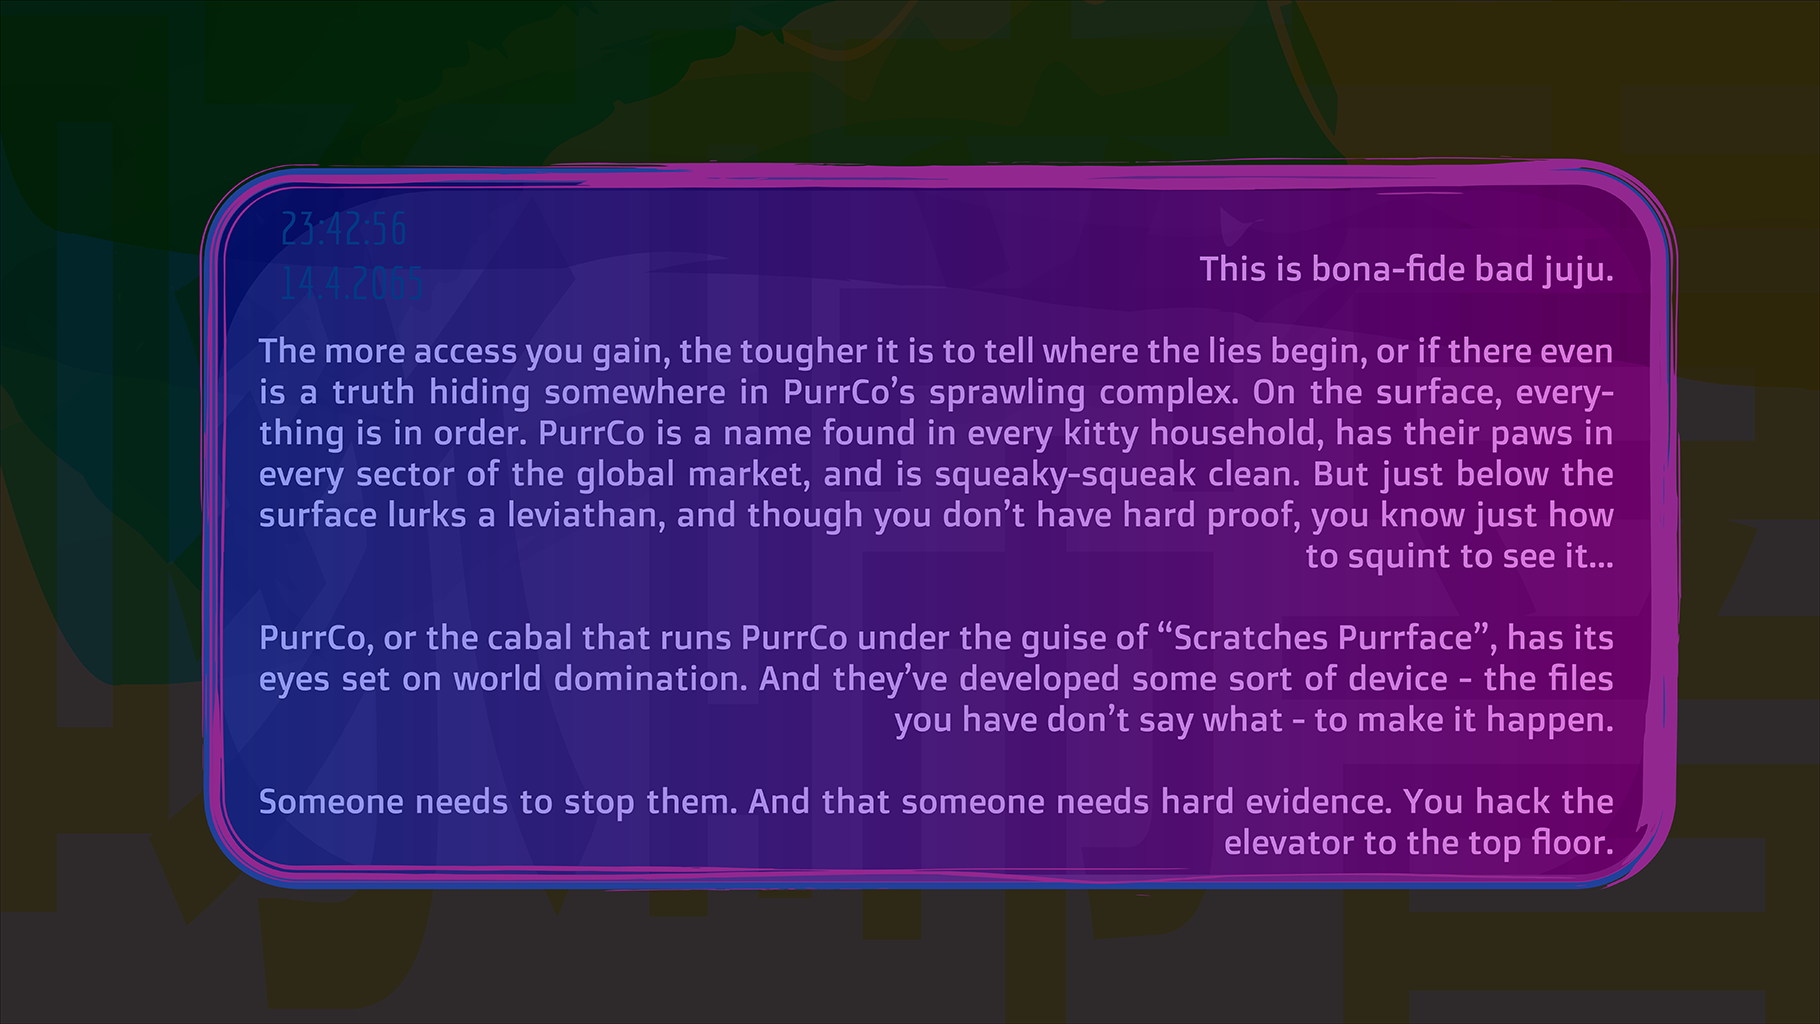 23:42:56
14.4.2065
This is bona-fide bad juju.
The more access you gain, the tougher it is to tell where the lies begin, or if there even
is a truth hiding somewhere in PurrCo’s sprawling complex. On the surface, every-
thing is in order. PurrCo is a name found in every kitty household, has their paws in
every sector of the global market, and is squeaky-squeak clean. But just below the
surface lurks a leviathan, and though you don’t have hard proof, you know just how
to squint to see it...
PurrCo, or the cabal that runs PurrCo under the guise of “Scratches Purrface”, has its
eyes set on world domination. And they’ve developed some sort of device - the files
you have don’t say what - to make it happen.
Someone needs to stop them. And that someone needs hard evidence. You hack the
elevator to the top floor.